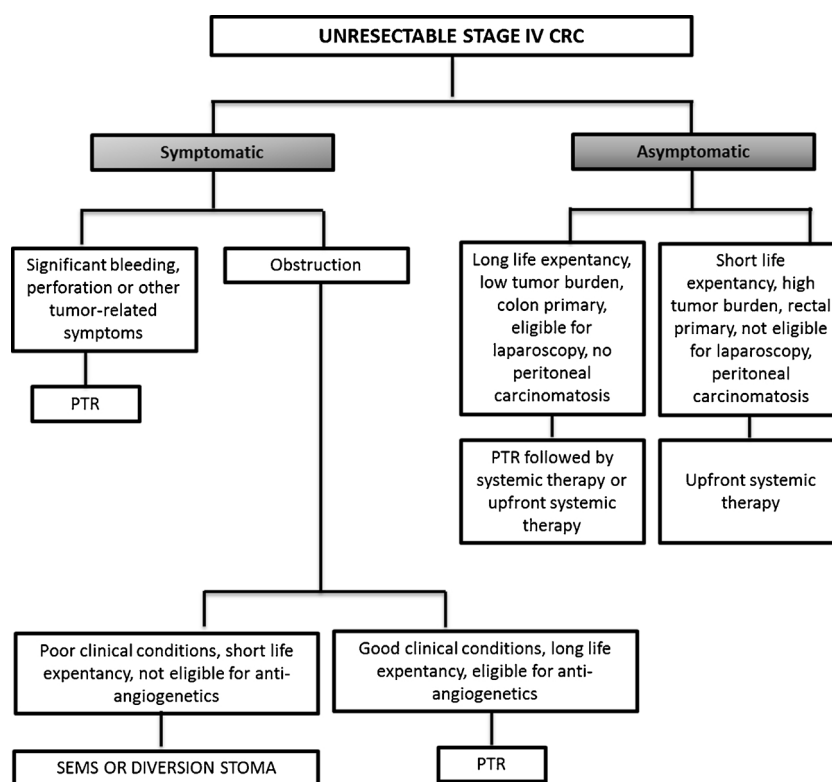 UNRESECTABLE STAGE IV CRC
Symptomatic
Asymptomatic
Significant bleeding,
perforation or other
tumor-related
symptoms
Obstruction
Long life expentancy,
low tumor burden,
colon primary,
eligible for
laparoscopy, no
peritoneal
carcinomatosis
Short life
expentancy, high
tumor burden, rectal
primary, not eligible
for laparoscopy,
peritoneal
carcinomatosis
PTR
PTR followed by
systemic therapy or
upfront systemic
therapy
Upfront systemic
therapy
Poor clinical conditions, short life
expentancy, not eligible for anti-
angiogenetics
Good clinical conditions, long life
expentancy, eligible for anti-
angiogenetics
SEMS OR DIVERSION STOMA
PTR